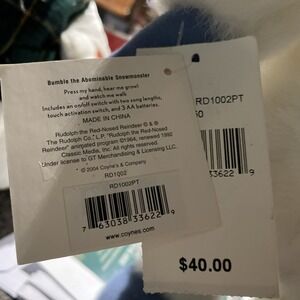 Bumble the Abominable Snowmonster
Press my hand, hear me growl
and watch me walk
Includes an on/off switch with two song lengths,
touch activation switch, and 3 AA batteries.
MADE IN CHINA
Rudolph the Red-Nosed Reindeer © & ®
The Rudolph Co., L.P. "Rudolph the Red-Nosed
Reindeer" animated program ©1964, renewed 1992
Classic Media, Inc. All rights reserved.
Under license to GT Merchandising & Licensing LLC.
© 2004 Coyne's & Company
RD1002
RD1002PT
7 63038 33622 9
www.coynes.com
RD1002PT
33622 9
$40.00